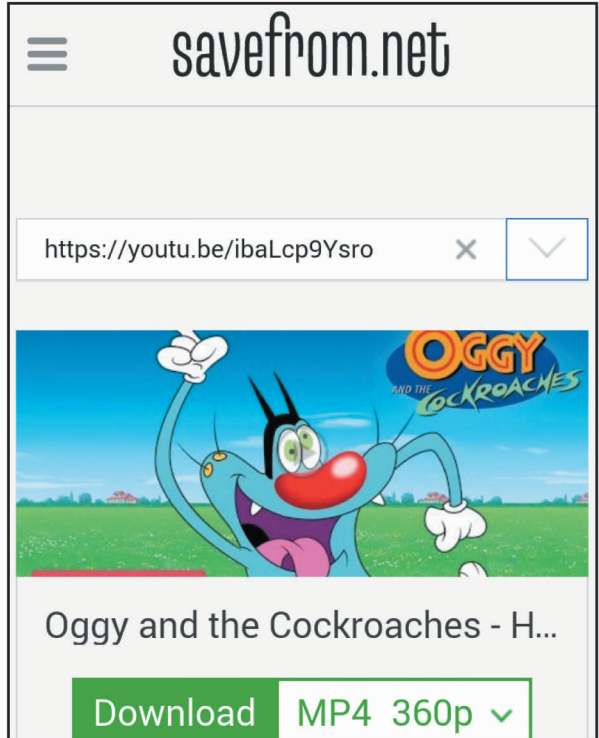 savefrom.net
https://youtu.be/ibaLcp9Ysro
OGGY
AND THE
COCKROACHES
Oggy and the Cockroaches - H...
Download MP4 360p